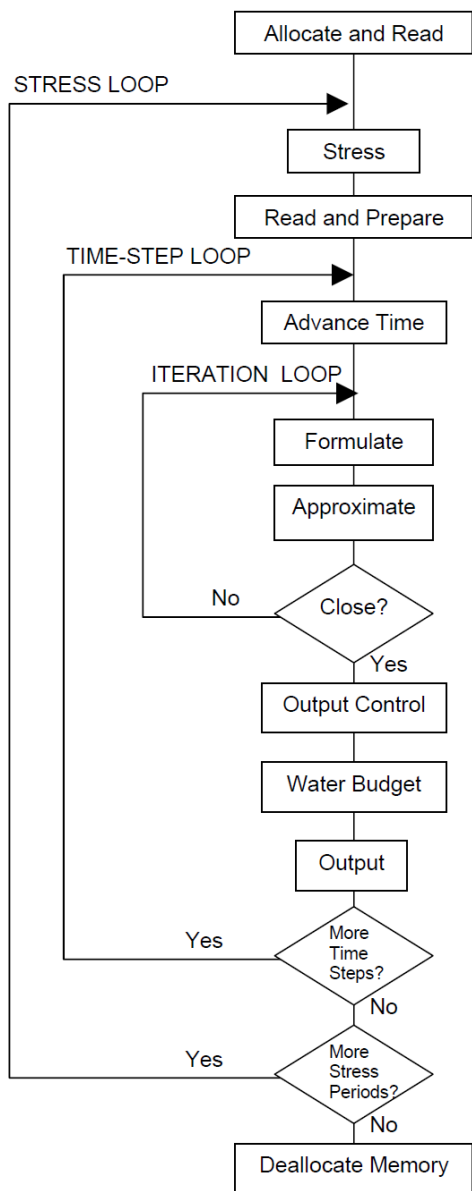 Allocate and Read
STRESS LOOP
Stress
Read and Prepare
TIME-STEP LOOP
Advance Time
ITERATION LOOP
Formulate
Approximate
No
Close?
Yes
Output Control
Water Budget
Output
Yes
More
Time
Steps?
No
Yes
More
Stress
Periods?
No
Deallocate Memory